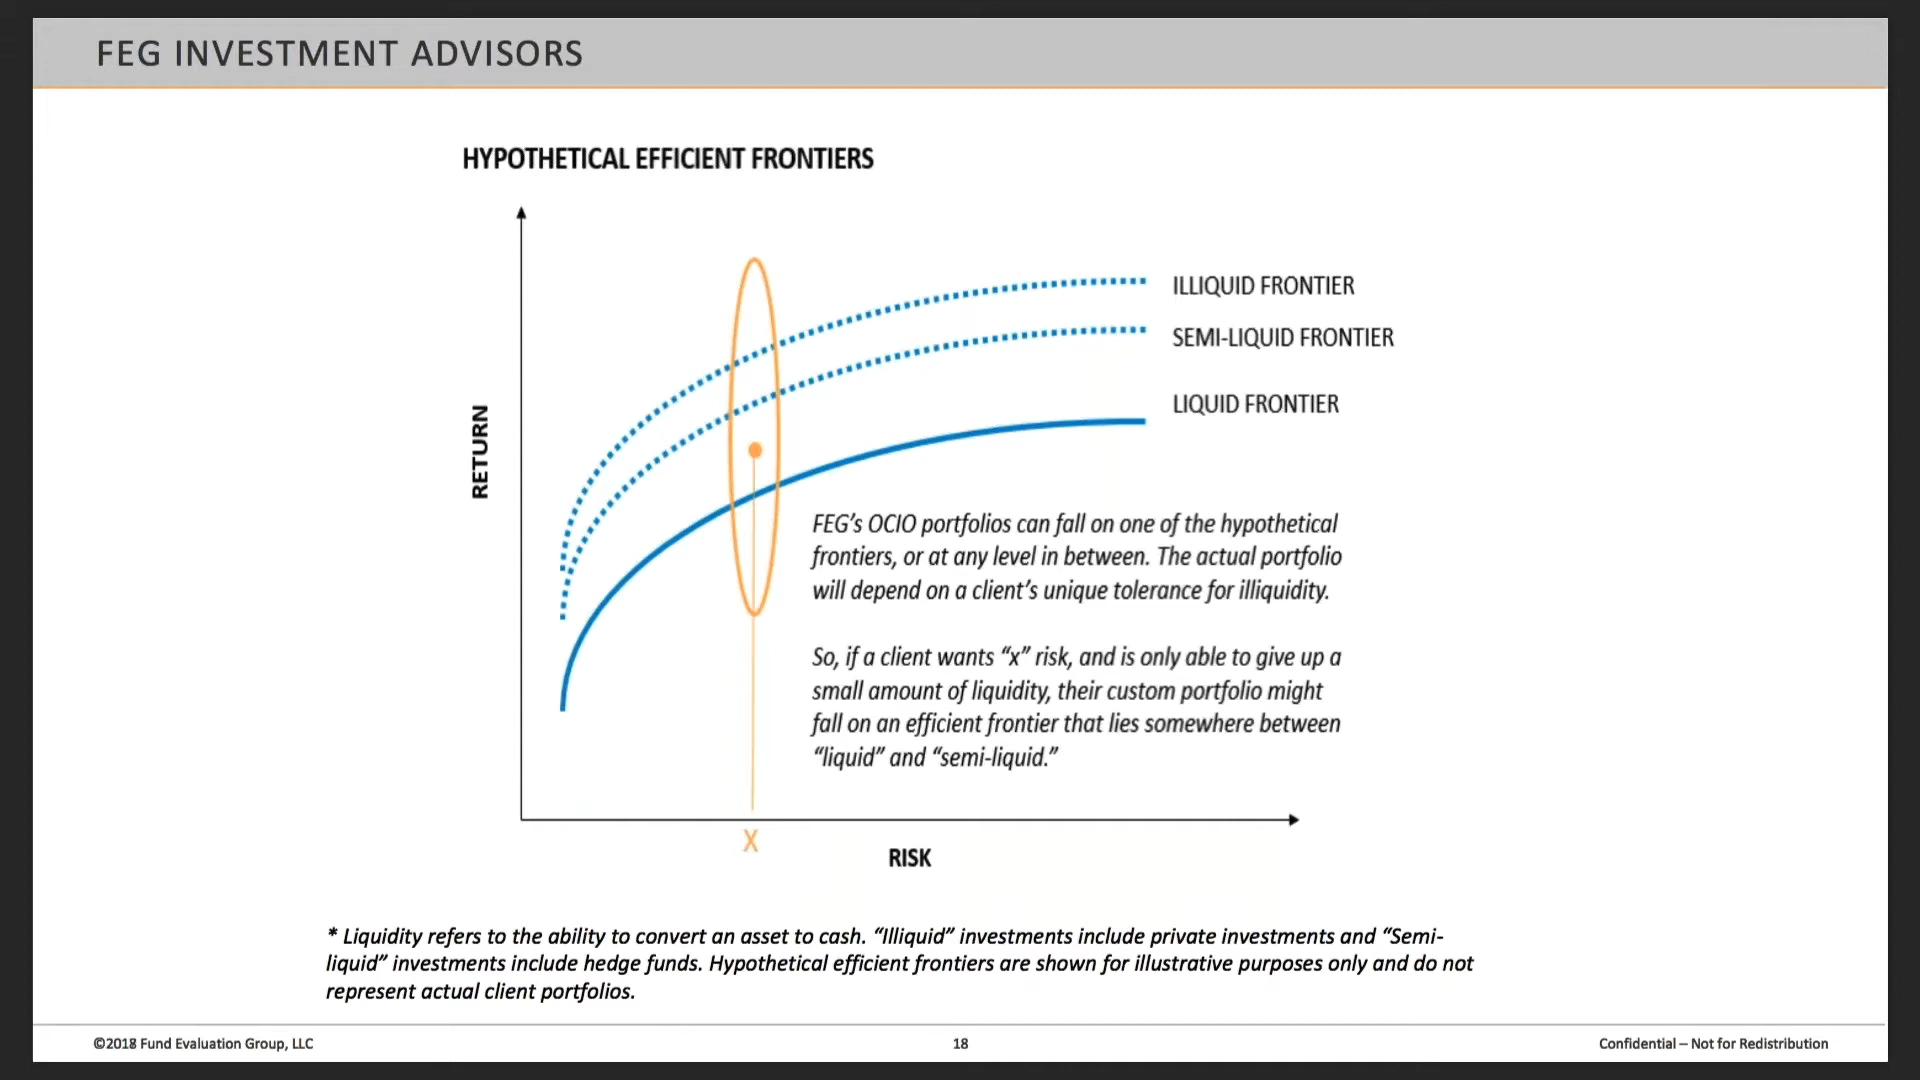 FEG INVESTMENT ADVISORS
HYPOTHETICAL EFFICIENT FRONTIERS
ILLIQUID FRONTIER
SEMI-LIQUID FRONTIER
LIQUID FRONTIER
RETURN
FEG’s OCIO portfolios can fall on one of the hypothetical
frontiers, or at any level in between. The actual portfolio
will depend on a client’s unique tolerance for illiquidity.
So, if a client wants “x” risk, and is only able to give up a
small amount of liquidity, their custom portfolio might
fall on an efficient frontier that lies somewhere between
“liquid” and “semi-liquid.”
X
RISK
* Liquidity refers to the ability to convert an asset to cash. “Illiquid” investments include private investments and “Semi-
liquid” investments include hedge funds. Hypothetical efficient frontiers are shown for illustrative purposes only and do not
represent actual client portfolios.
©2018 Fund Evaluation Group, LLC
18
Confidential – Not for Redistribution